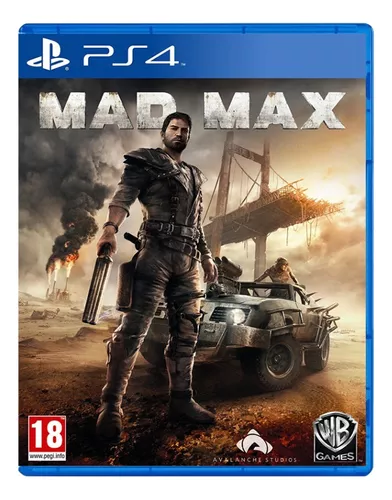 PS4
MAD MAX
18
www.pegi.info
AVALANCHE STUDIOS
WB
GAMES